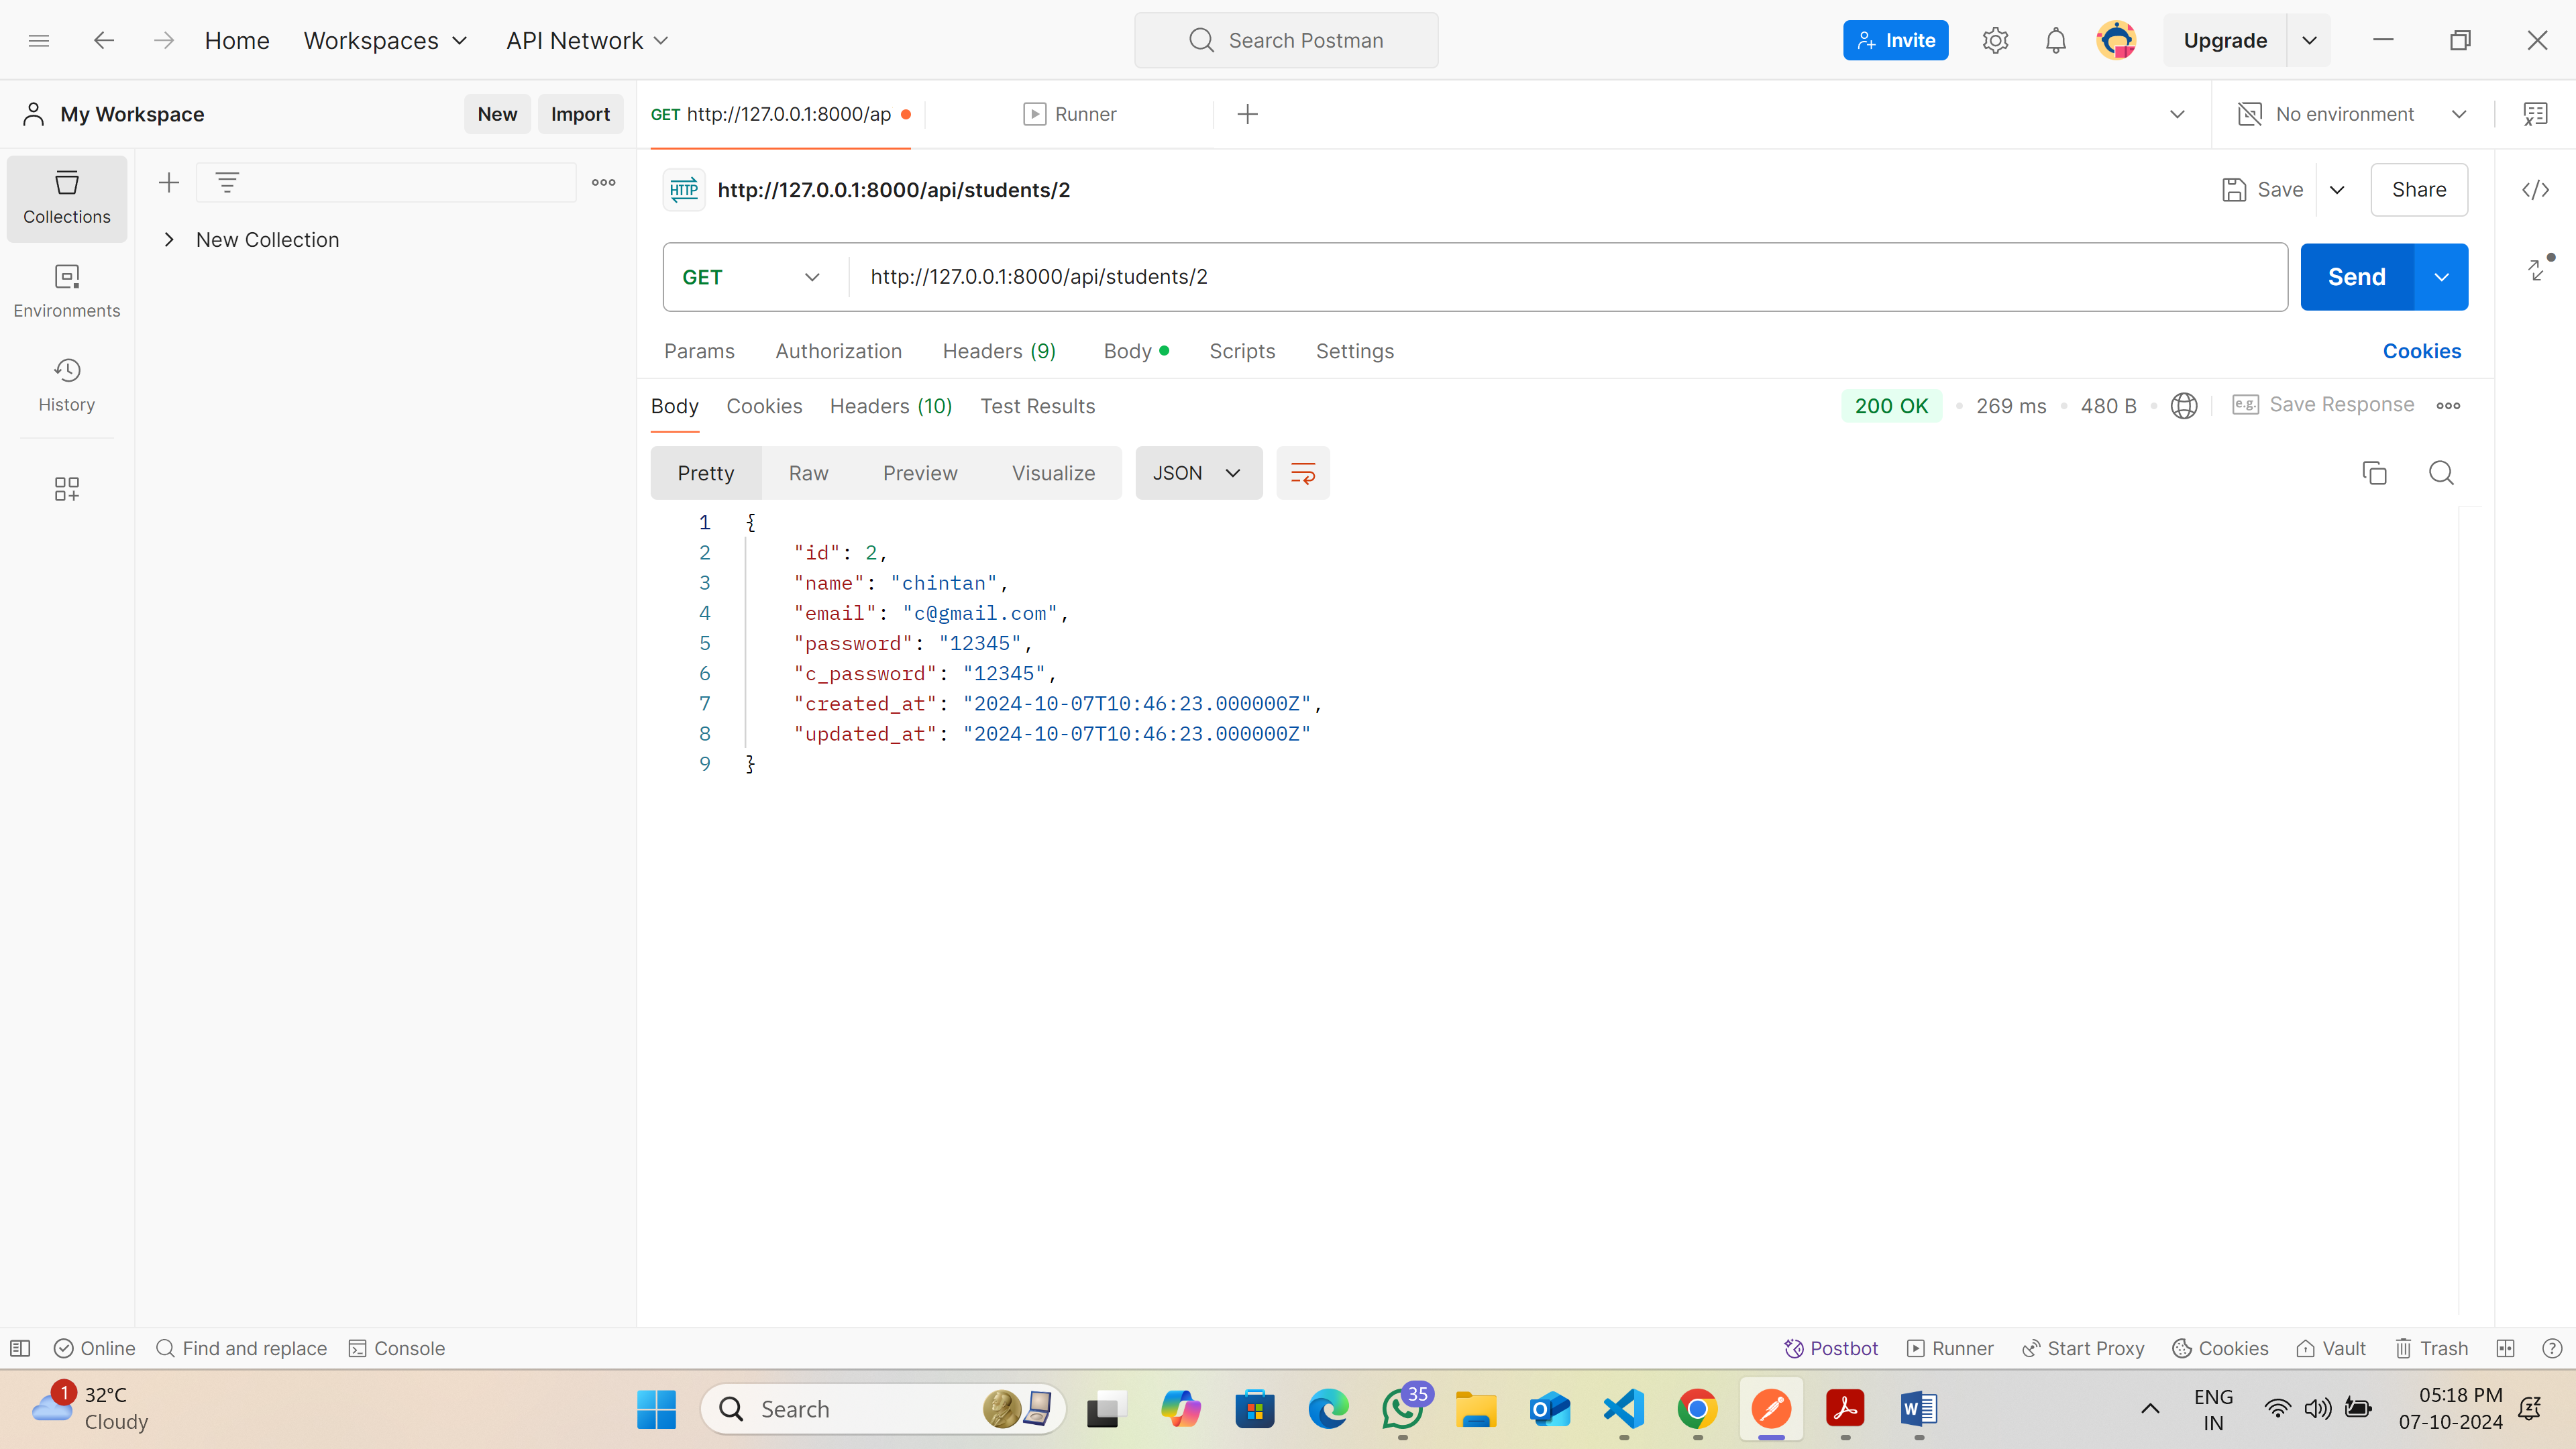 Home Workspaces API Network Search Postman Invite Upgrade
My Workspace New Import GET http://127.0.0.1:8000/ap Runner No environment
Collections
New Collection
Environments
History
HTTP http://127.0.0.1:8000/api/students/2 Save Share
GET http://127.0.0.1:8000/api/students/2 Send
Params Authorization Headers (9) Body Scripts Settings Cookies
Body Cookies Headers (10) Test Results 200 OK 269 ms 480 B e.g. Save Response
Pretty Raw Preview Visualize JSON
1 {
2 "id": 2,
3 "name": "chintan",
4 "email": "c@gmail.com",
5 "password": "12345",
6 "c_password": "12345",
7 "created_at": "2024-10-07T10:46:23.000000Z",
8 "updated_at": "2024-10-07T10:46:23.000000Z"
9 }
Online Find and replace Console Postbot Runner Start Proxy Cookies Vault Trash
1 32°C
Cloudy
Search
35
ENG
IN
05:18 PM
07-10-2024